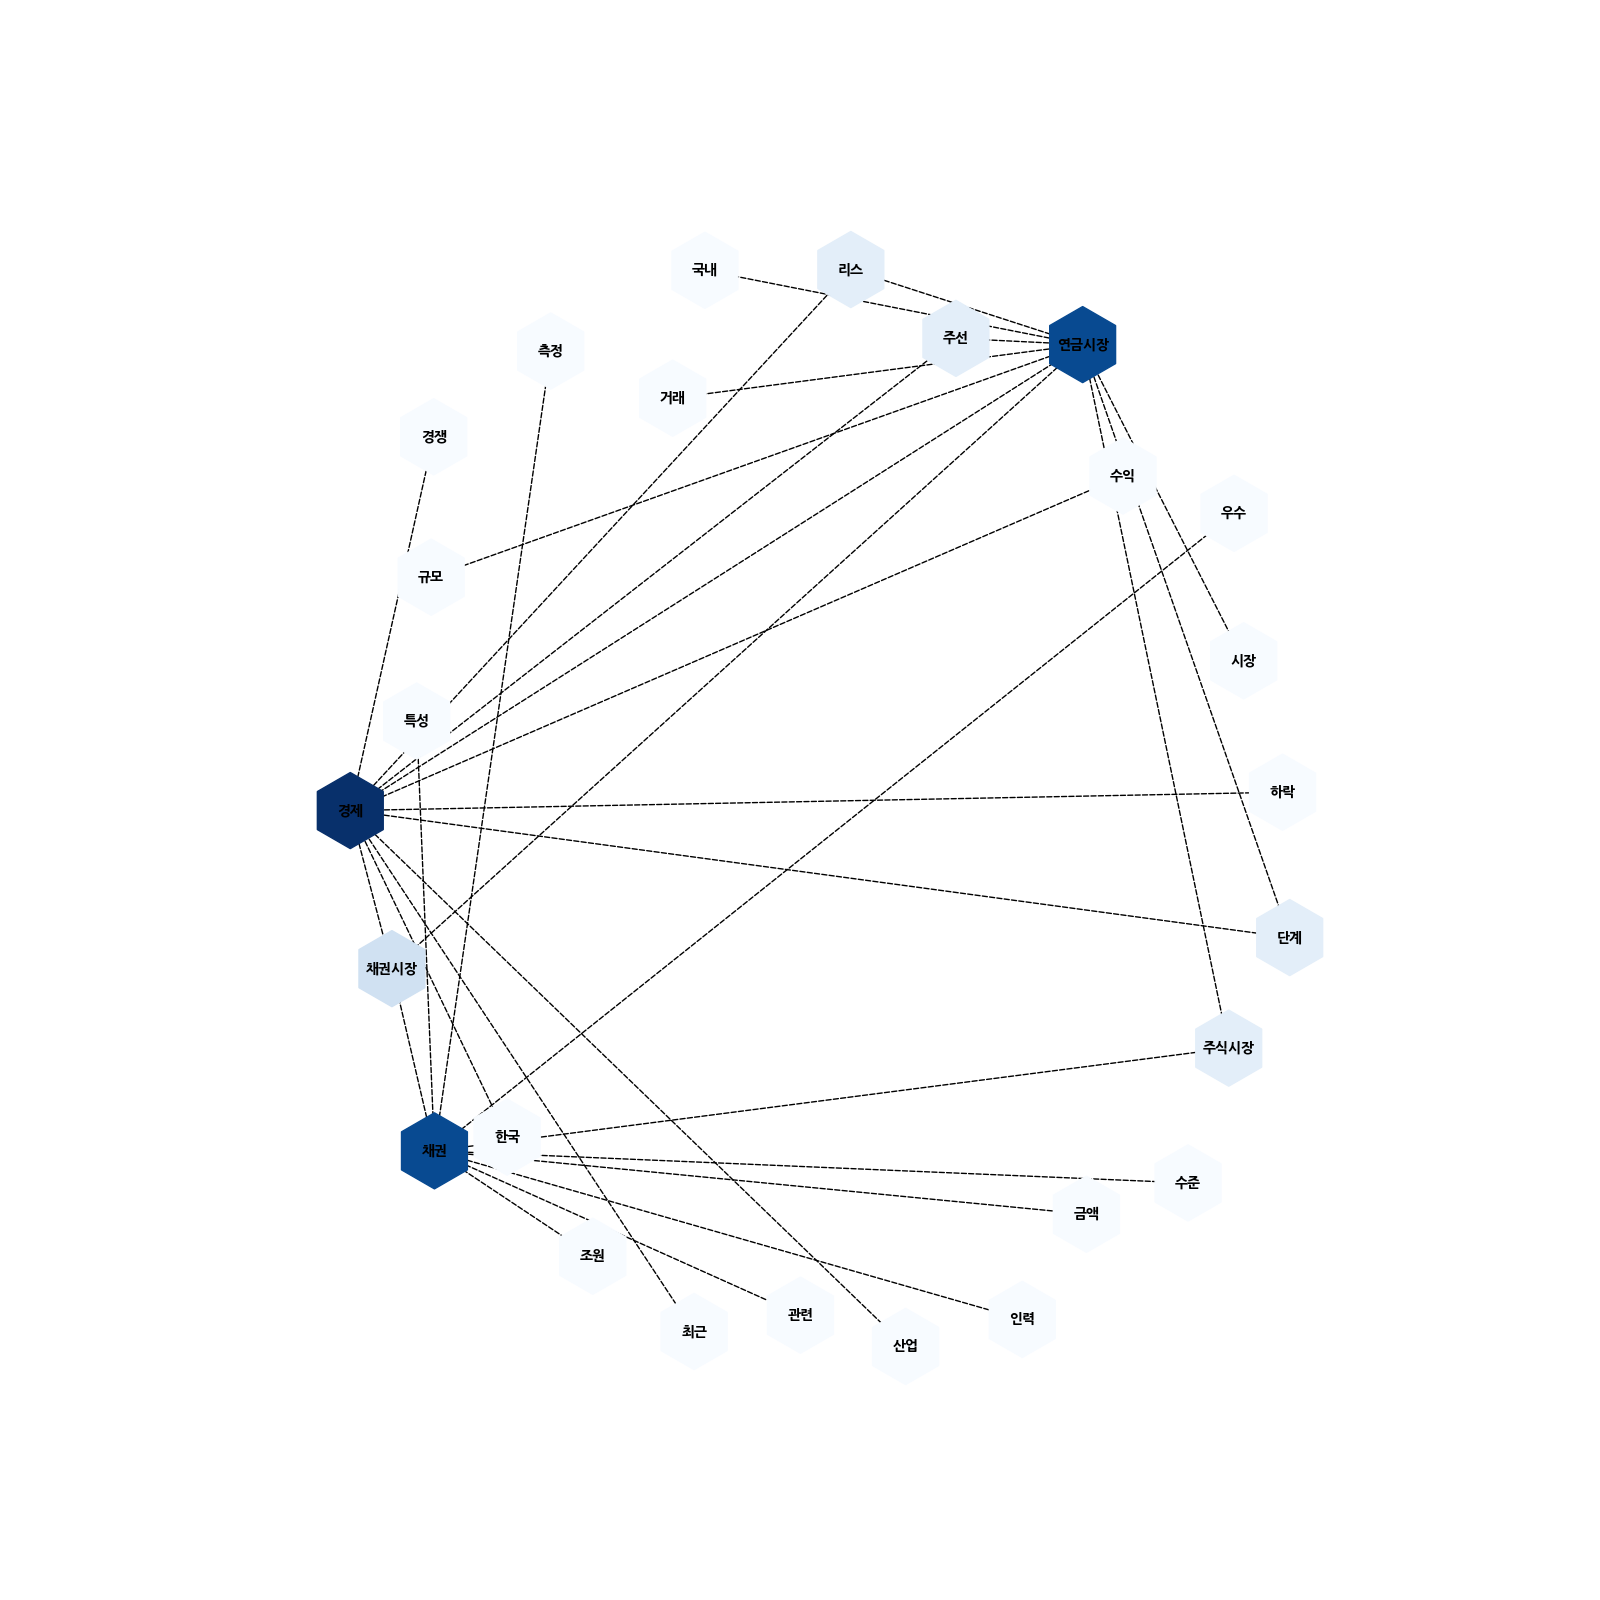 국내
리스
주선
연금시장
측정
거래
경쟁
수익
우수
규모
시장
특성
하락
경제
단계
채권시장
주식시장
한국
채권
수준
금액
조원
관련
인력
최근
산업